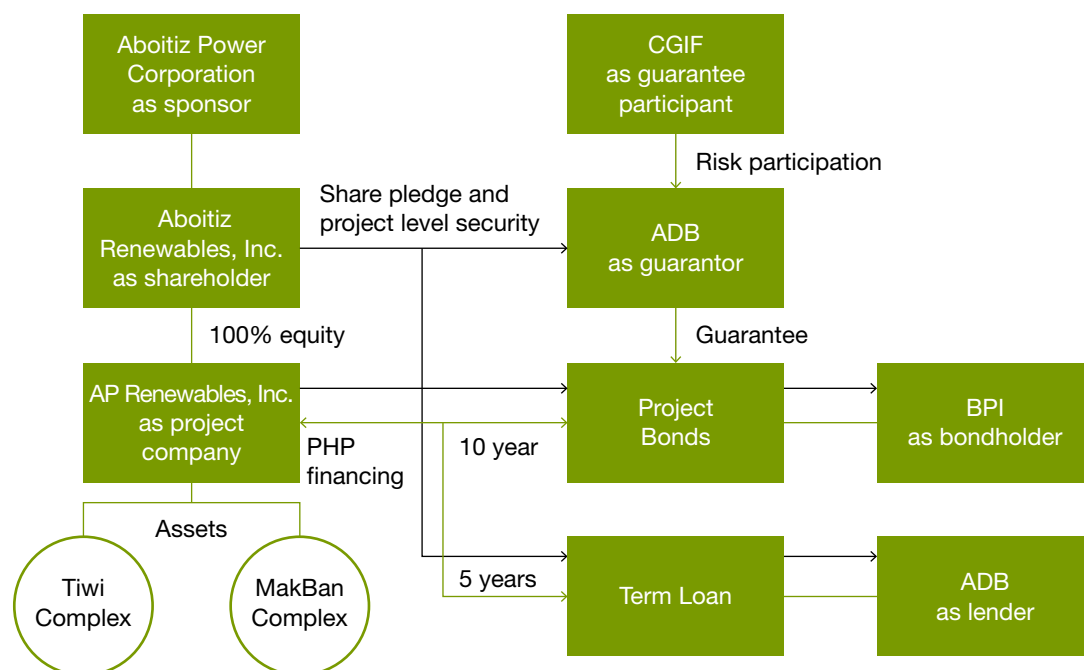 Aboitiz Power
Corporation
as sponsor
CGIF
as guarantee
participant
Risk participation
Aboitiz
Renewables, Inc.
as shareholder
Share pledge and
project level security
ADB
as guarantor
100% equity
Guarantee
AP Renewables, Inc.
as project
company
PHP
financing
10 year
Project
Bonds
BPI
as bondholder
Assets
Tiwi
Complex
MakBan
Complex
5 years
Term Loan
ADB
as lender